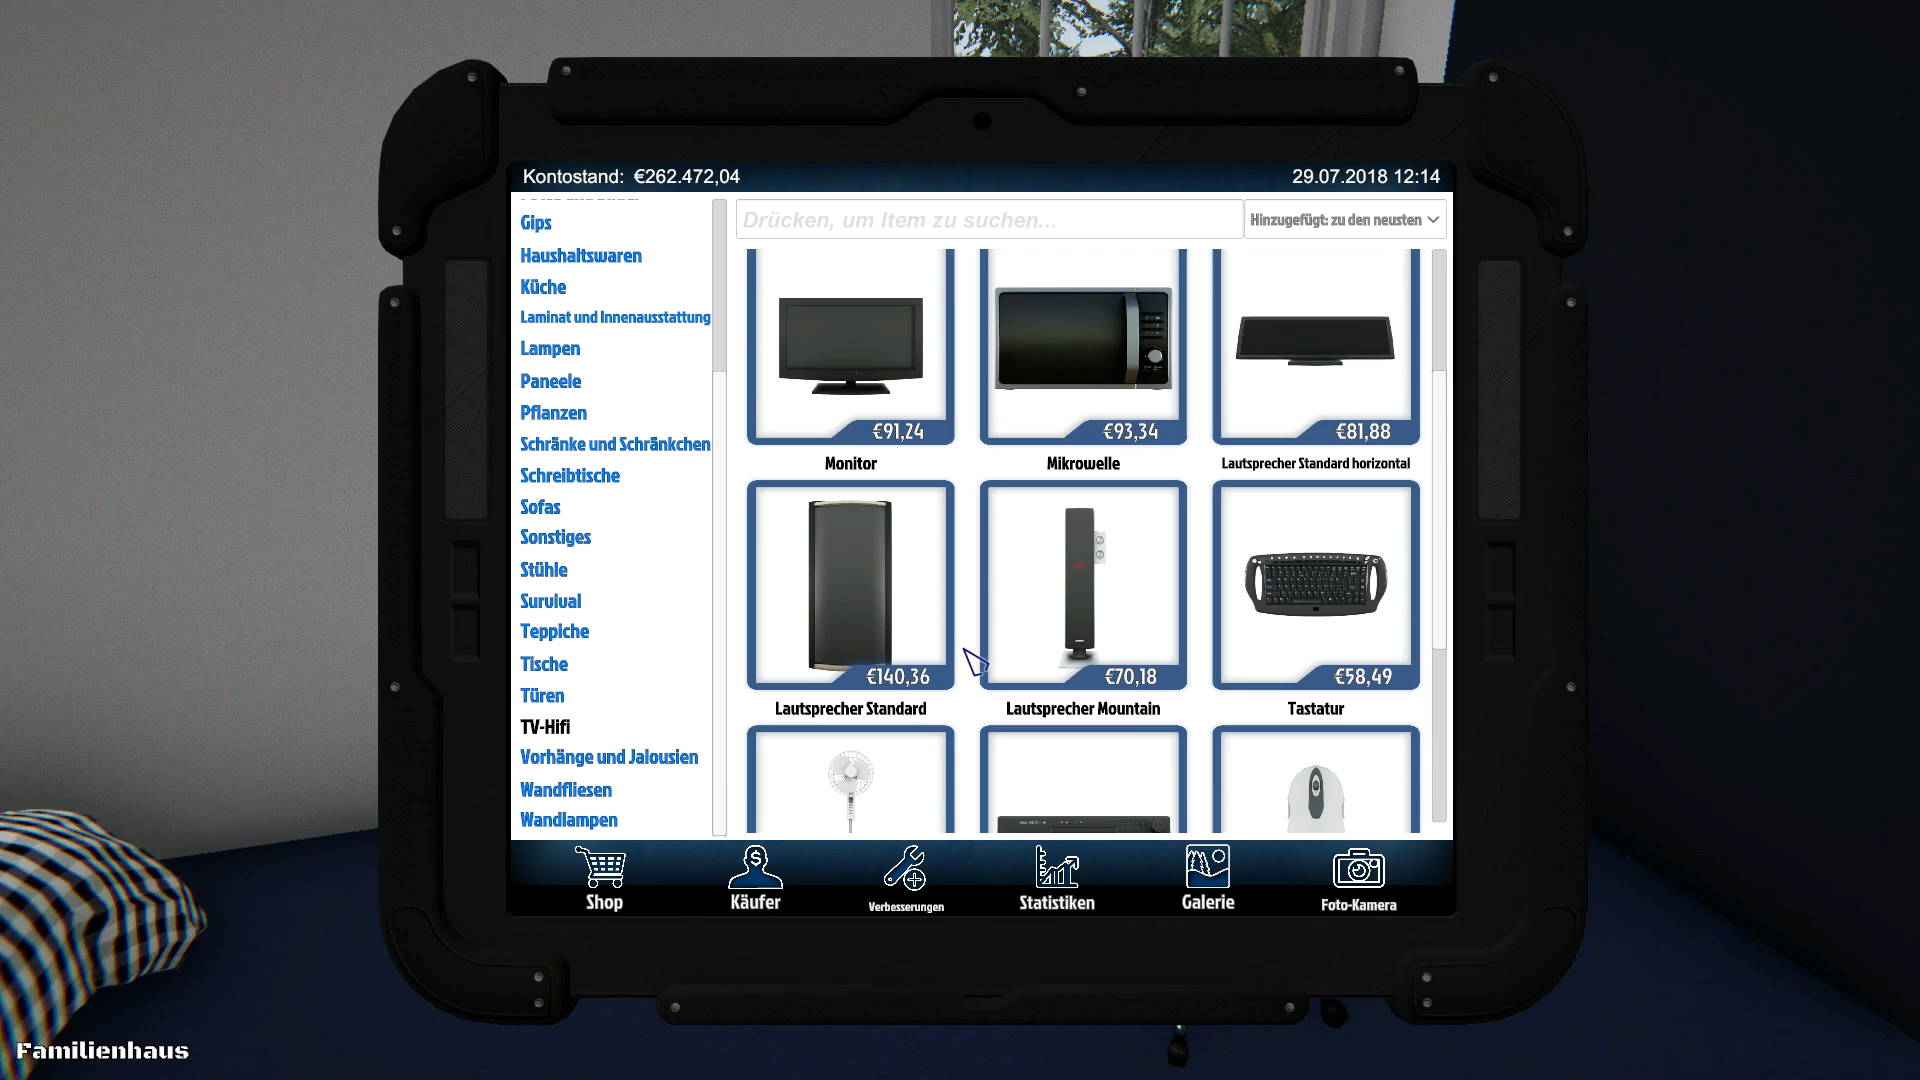 Kontostand: €262.472,04
29.07.2018 12:14
Drücken, um Item zu suchen...
Hinzugefügt: zu den neusten
Gips
Haushaltswaren
Küche
Laminat und Innenausstattung
Lampen
Paneele
Pflanzen
Schränke und Schränkchen
Schreibtische
Sofas
Sonstiges
Stühle
Survival
Teppiche
Tische
Türen
TV-Hifi
Vorhänge und Jalousien
Wandfliesen
Wandlampen
€91,24
€93,34
€81,88
Monitor
Mikrowelle
Lautsprecher Standard horizontal
€140,36
€70,18
€58,49
Lautsprecher Standard
Lautsprecher Mountain
Tastatur
Shop
Käufer
Verbesserungen
Statistiken
Galerie
Foto-Kamera
Familienhaus